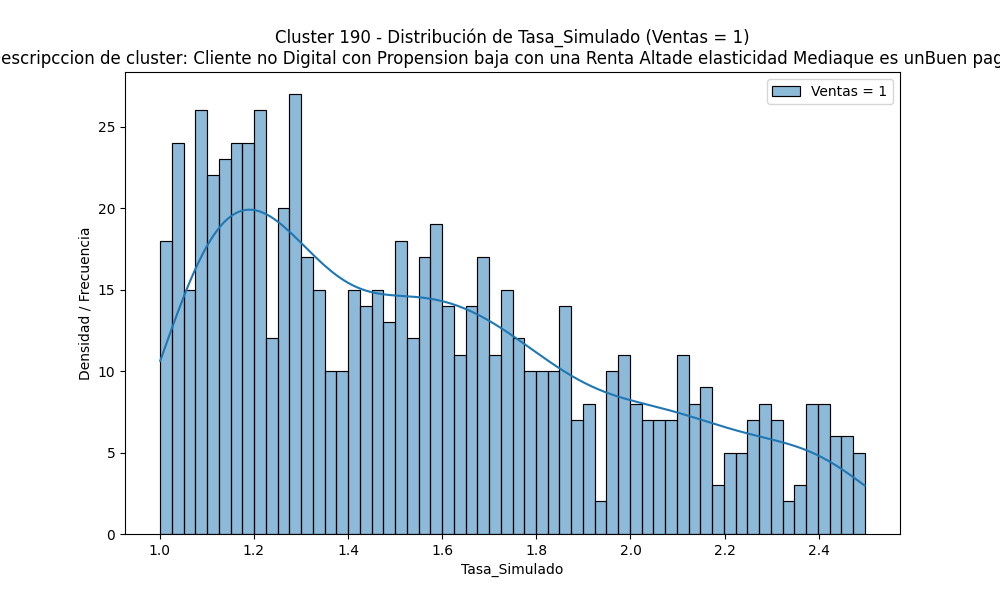 Cluster 190 - Distribución de Tasa_Simulado (Ventas = 1)
escripccion de cluster: Cliente no Digital con Propension baja con una Renta Altade elasticidad Mediaque es unBuen pag
Ventas = 1
Densidad / Frecuencia
25
20
15
10
5
0
1.0 1.2 1.4 1.6 1.8 2.0 2.2 2.4
Tasa_Simulado